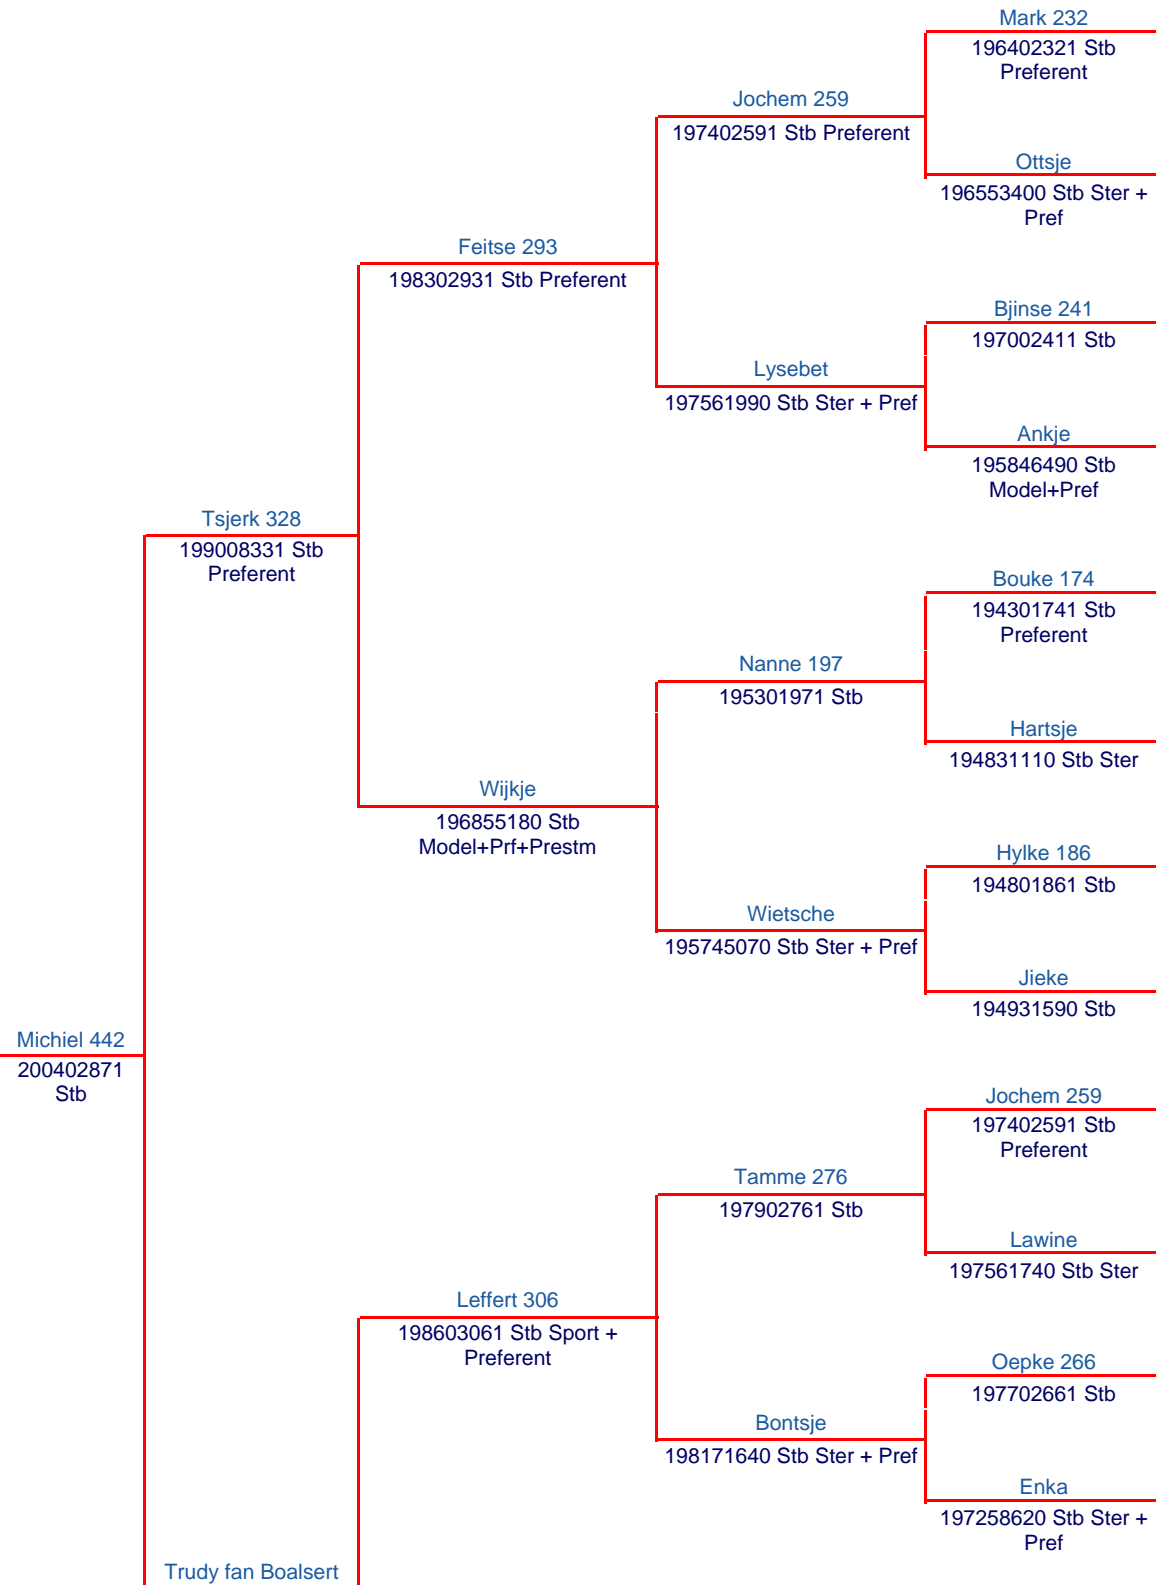 Mark 232
196402321 Stb
Preferent
Jochem 259
197402591 Stb Preferent
Ottsje
196553400 Stb Ster +
Pref
Feitse 293
198302931 Stb Preferent
Bjinse 241
197002411 Stb
Lysebet
197561990 Stb Ster + Pref
Ankje
195846490 Stb
Model+Pref
Tsjerk 328
199008331 Stb
Preferent
Bouke 174
194301741 Stb
Preferent
Nanne 197
195301971 Stb
Hartsje
194831110 Stb Ster
Wijkje
196855180 Stb
Model+Prf+Prestm
Hylke 186
194801861 Stb
Wietsche
195745070 Stb Ster + Pref
Jieke
194931590 Stb
Michiel 442
200402871
Stb
Jochem 259
197402591 Stb
Preferent
Tamme 276
197902761 Stb
Lawine
197561740 Stb Ster
Leffert 306
198603061 Stb Sport +
Preferent
Oepke 266
197702661 Stb
Bontsje
198171640 Stb Ster + Pref
Enka
197258620 Stb Ster +
Pref
Trudy fan Boalsert